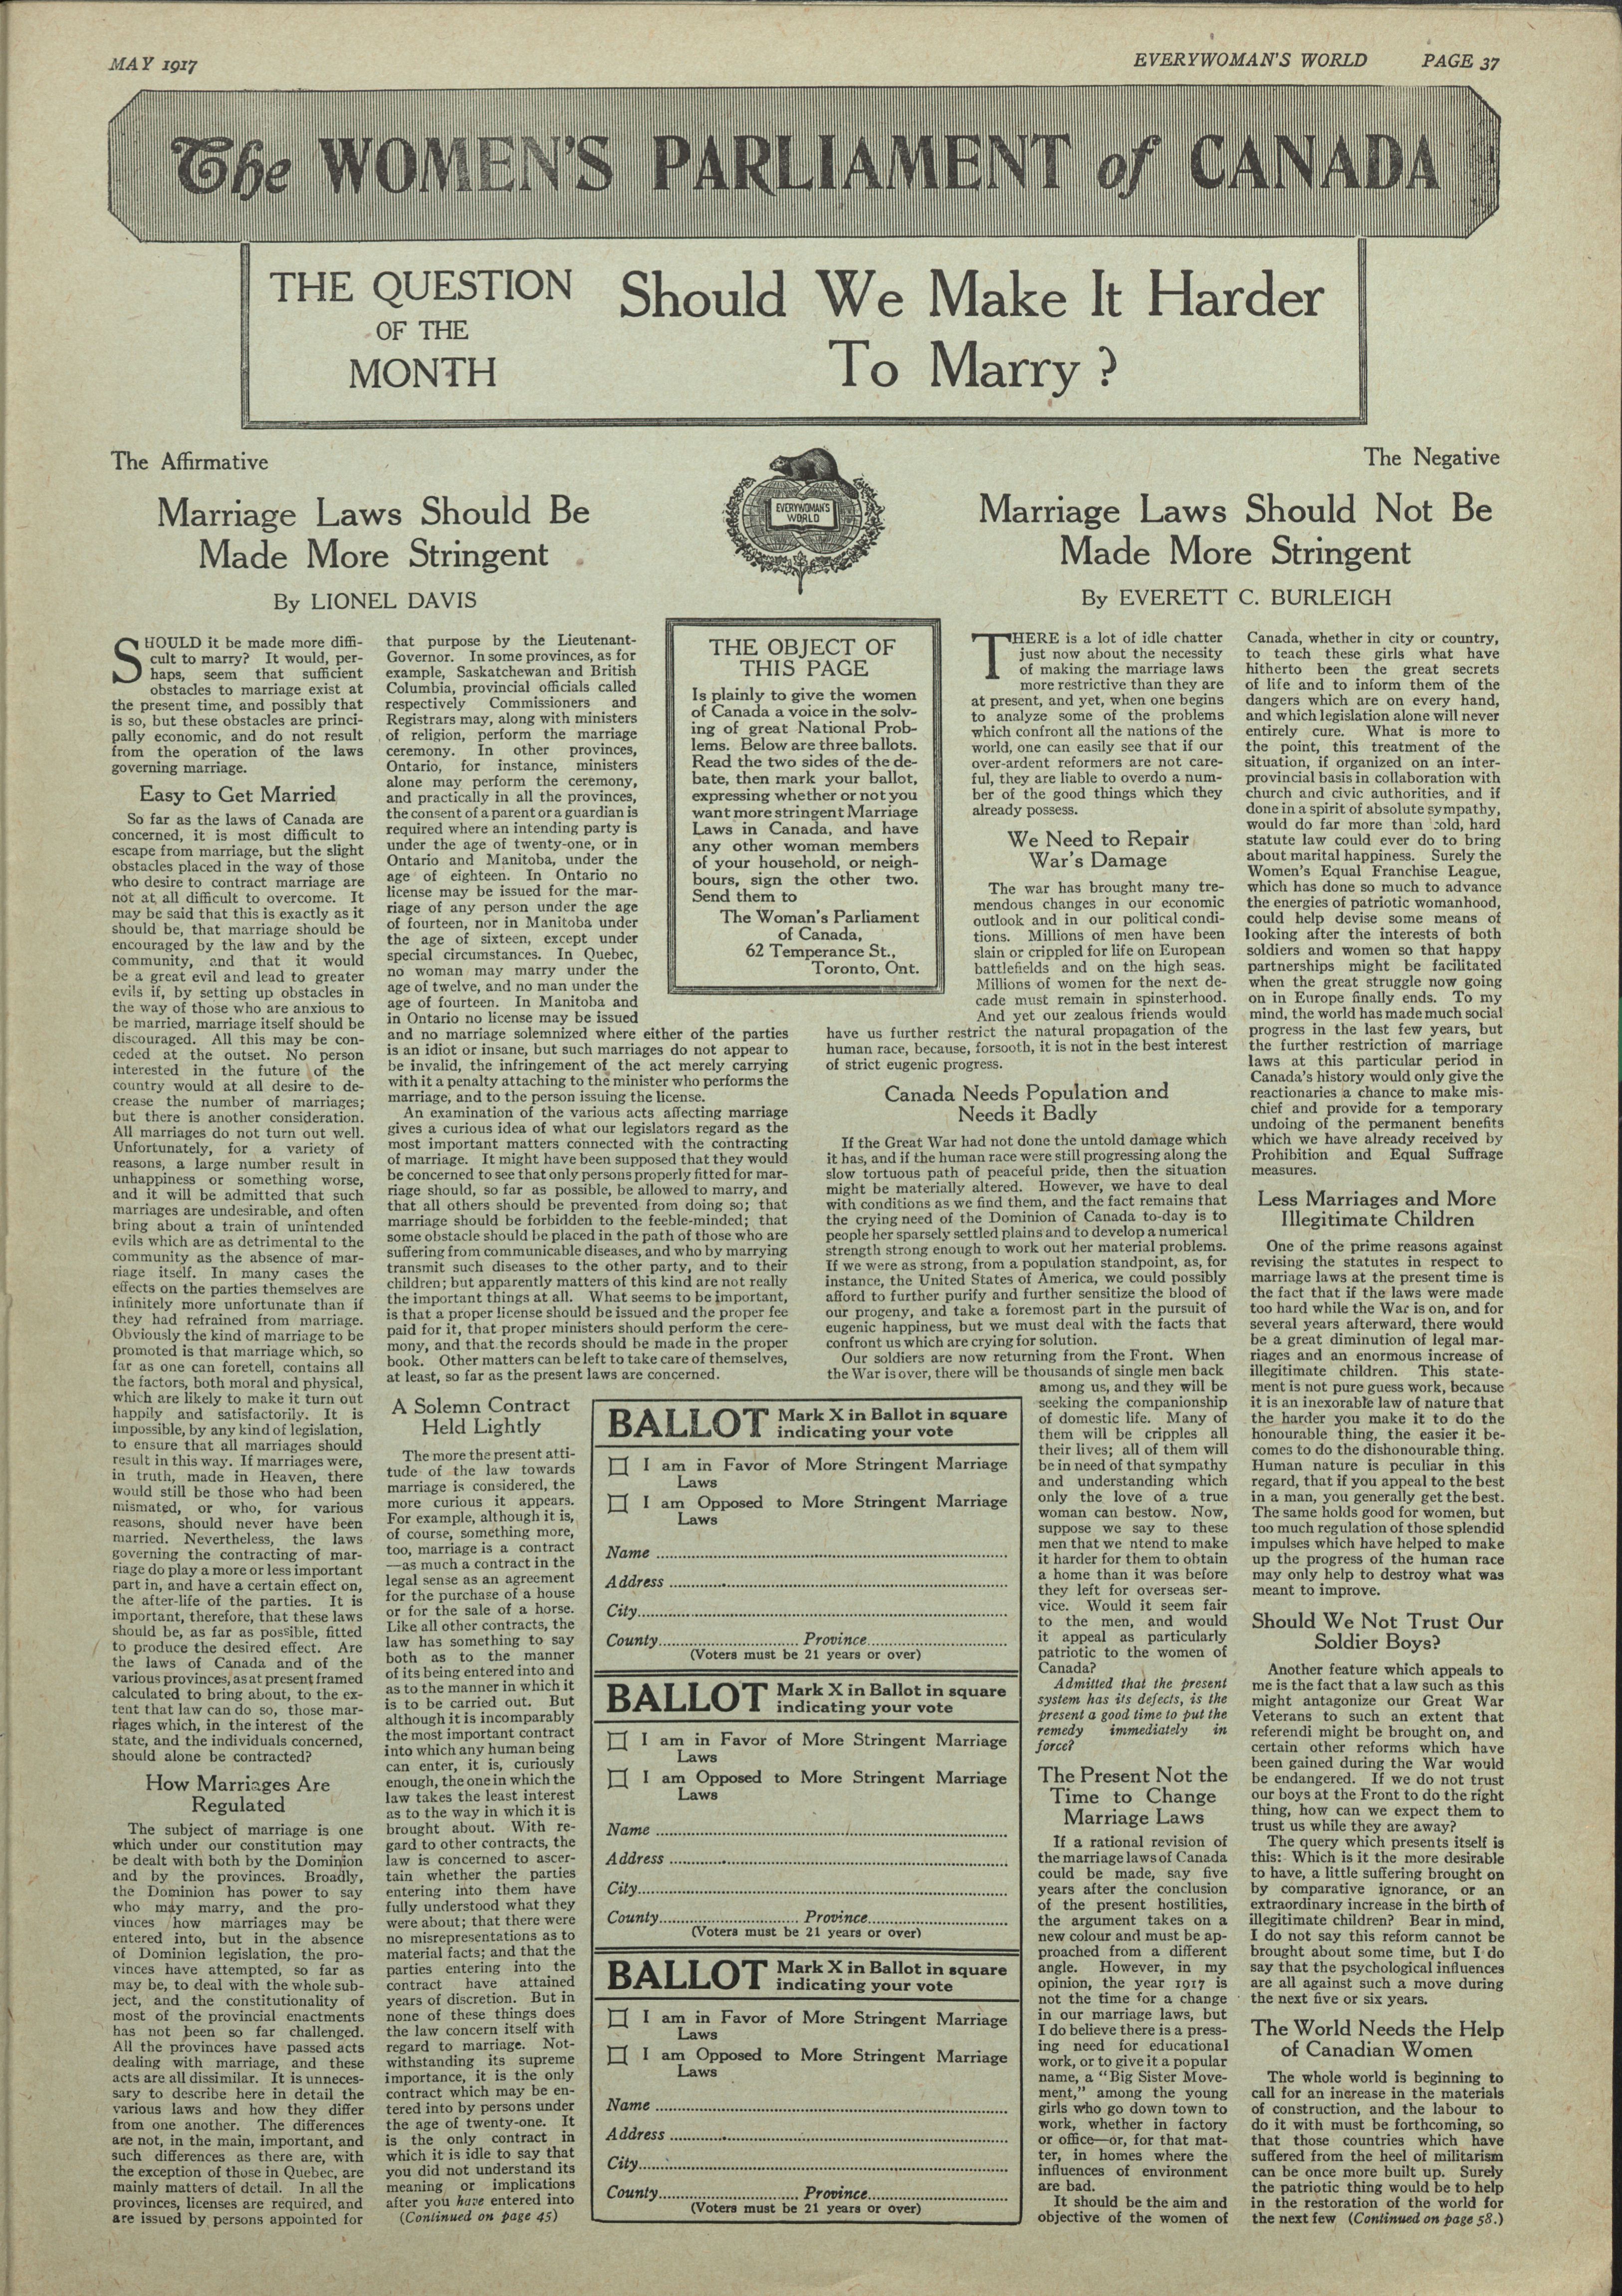 MAY 1917
EVERYWOMAN'S WORLD PAGE 37
The WOMEN'S PARLIAMENT of CANADA
THE QUESTION
OF THE
MONTH
Should We Make It Harder
To Marry?
The Affirmative
Marriage Laws Should Be
Made More Stringent
By LIONEL DAVIS
SHOULD it be made more diffi-
cult to marry? It would, per-
haps, seem that sufficient
obstacles to marriage exist at
the present time, and possibly that
is so, but these obstacles are princi-
pally economic, and do not result
from the operation of the laws
governing marriage.
Easy to Get Married
So far as the laws of Canada are
concerned, it is most difficult to
escape from marriage, but the slight
obstacles placed in the way of those
who desire to contract marriage are
not at all difficult to overcome. It
may be said that this is exactly as it
should be, that marriage should be
encouraged by the law and by the
community, and that it would
be a great evil and lead to greater
evils if, by setting up obstacles in
the way of those who are anxious to
be married, marriage itself should be
discouraged. All this may be con-
ceded at the outset. No person
interested in the future of the
country would at all desire to de-
crease the number of marriages;
but there is another consideration.
All marriages do not turn out well.
Unfortunately, for a variety of
reasons, a large number result in
unhappiness or something worse,
and it will be admitted that such
marriages are undesirable, and often
bring about a train of unintended
evils which are as detrimental to the
community as the absence of mar-
riage itself. In many cases the
effects on the parties themselves are
infinitely more unfortunate than if
they had refrained from marriage.
Obviously the kind of marriage to be
promoted is that marriage which, so
far as one can foretell, contains all
the factors, both moral and physical,
which are likely to make it turn out
happily and satisfactorily. It is
impossible, by any kind of legislation,
to ensure that all marriages should
result in this way. If marriages were,
in truth, made in Heaven, there
would still be those who had been
mismated, or who, for various
reasons, should never have been
married. Nevertheless, the laws
governing the contracting of mar-
riage do play a more or less important
part in, and have a certain effect on,
the after-life of the parties. It is
important, therefore, that these laws
should be, as far as possible, fitted
to produce the desired effect. Are
the laws of Canada and of the
various provinces, as at present framed
calculated to bring about, to the ex-
tent that law can do so, those mar-
riages which, in the interest of the
state, and the individuals concerned,
should alone be contracted?
How Marriages Are
Regulated
The subject of marriage is one
which under our constitution may
be dealt with both by the Dominion
and by the provinces. Broadly,
the Dominion has power to say
who may marry, and the pro-
vinces how marriages may be
entered into, but in the absence
of Dominion legislation, the pro-
vinces have attempted, so far as
may be, to deal with the whole sub-
ject, and the constitutionality of
most of the provincial enactments
has not been so far challenged.
All the provinces have passed acts
dealing with marriage, and these
acts are all dissimilar. It is unneces-
sary to describe here in detail the
various laws and how they differ
from one another. The differences
are not, in the main, important, and
such differences as there are, with
the exception of those in Quebec, are
mainly matters of detail. In all the
provinces, licenses are required, and
are issued by persons appointed for
that purpose by the Lieutenant-
Governor. In some provinces, as for
example, Saskatchewan and British
Columbia, provincial officials called
respectively Commissioners and
Registrars may, along with ministers
of religion, perform the marriage
ceremony. In other provinces,
Ontario, for instance, ministers
alone may perform the ceremony,
and practically in all the provinces,
the consent of a parent or a guardian is
required where an intending party is
under the age of twenty-one, or in
Ontario and Manitoba, under the
age of eighteen. In Ontario no
license may be issued for the mar-
riage of any person under the age
of fourteen, nor in Manitoba under
the age of sixteen, except under
special circumstances. In Quebec,
no woman may marry under the
age of twelve, and no man under the
age of fourteen. In Manitoba and
in Ontario no license may be issued
and no marriage solemnized where either of the parties
is an idiot or insane, but such marriages do not appear to
be invalid, the infringement of the act merely carrying
with it a penalty attaching to the minister who performs the
marriage, and to the person issuing the license.
An examination of the various acts affecting marriage
gives a curious idea of what our legislators regard as the
most important matters connected with the contracting
of marriage. It might have been supposed that they would
be concerned to see that only persons properly fitted for mar-
riage should, so far as possible, be allowed to marry, and
that all others should be prevented from doing so; that
marriage should be forbidden to the feeble-minded; that
some obstacle should be placed in the path of those who are
suffering from communicable diseases, and who by marrying
transmit such diseases to the other party, and to their
children; but apparently matters of this kind are not really
the important things at all. What seems to be important,
is that a proper license should be issued and the proper fee
paid for it, that proper ministers should perform the cere-
mony, and that the records should be made in the proper
book. Other matters can be left to take care of themselves,
at least, so far as the present laws are concerned.
A Solemn Contract
Held Lightly
The more the present atti-
tude of the law towards
marriage is considered, the
more curious it appears.
For example, although it is,
of course, something more,
too, marriage is a contract
—as much a contract in the
legal sense as an agreement
for the purchase of a house
or for the sale of a horse.
Like all other contracts, the
law has something to say
both as to the manner
of its being entered into and
as to the manner in which it
is to be carried out. But
although it is incomparably
the most important contract
into which any human being
can enter, it is, curiously
enough, the one in which the
law takes the least interest
as to the way in which it is
brought about. With re-
gard to other contracts, the
law is concerned to ascer-
tain whether the parties
entering into them have
fully understood what they
were about; that there were
no misrepresentations as to
material facts; and that the
parties entering into the
contract have attained
years of discretion. But in
none of these things does
the law concern itself with
regard to marriage. Not-
withstanding its supreme
importance, it is the only
contract which may be en-
tered into by persons under
the age of twenty-one. It
is the only contract in
which it is idle to say that
you did not understand its
meaning or implications
after you have entered into
(Continued on page 45)
EVERYWOMAN'S
WORLD
THE OBJECT OF
THIS PAGE
Is plainly to give the women
of Canada a voice in the solv-
ing of great National Prob-
lems. Below are three ballots.
Read the two sides of the de-
bate, then mark your ballot,
expressing whether or not you
want more stringent Marriage
Laws in Canada, and have
any other woman members
of your household, or neigh-
bours, sign the other two.
Send them to
The Woman's Parliament
of Canada,
62 Temperance St.,
Toronto, Ont.
BALLOT Mark X in Ballot in square
indicating your vote
I am in Favor of More Stringent Marriage
Laws
I am Opposed to More Stringent Marriage
Laws
Name
Address
City
County Province
(Voters must be 21 years or over)
BALLOT Mark X in Ballot in square
indicating your vote
I am in Favor of More Stringent Marriage
Laws
I am Opposed to More Stringent Marriage
Laws
Name
Address
City
County Province
(Voters must be 21 years or over)
BALLOT Mark X in Ballot in square
indicating your vote
I am in Favor of More Stringent Marriage
Laws
I am Opposed to More Stringent Marriage
Laws
Name
Address
City
County Province
(Voters must be 21 years or over)
The Negative
Marriage Laws Should Not Be
Made More Stringent
By EVERETT C. BURLEIGH
THERE is a lot of idle chatter
just now about the necessity
of making the marriage laws
more restrictive than they are
at present, and yet, when one begins
to analyze some of the problems
which confront all the nations of the
world, one can easily see that if our
over-ardent reformers are not care-
ful, they are liable to overdo a num-
ber of the good things which they
already possess.
We Need to Repair
War's Damage
The war has brought many tre-
mendous changes in our economic
outlook and in our political condi-
tions. Millions of men have been
slain or crippled for life on European
battlefields and on the high seas.
Millions of women for the next de-
cade must remain in spinsterhood.
And yet our zealous friends would
have us further restrict the natural propagation of the
human race, because, forsooth, it is not in the best interest
of strict eugenic progress.
Canada Needs Population and
Needs it Badly
If the Great War had not done the untold damage which
it has, and if the human race were still progressing along the
slow tortuous path of peaceful pride, then the situation
might be materially altered. However, we have to deal
with conditions as we find them, and the fact remains that
the crying need of the Dominion of Canada to-day is to
people her sparsely settled plains and to develop a numerical
strength strong enough to work out her material problems.
If we were as strong, from a population standpoint, as, for
instance, the United States of America, we could possibly
afford to further purify and further sensitize the blood of
our progeny, and take a foremost part in the pursuit of
eugenic happiness, but we must deal with the facts that
confront us which are crying for solution.
Our soldiers are now returning from the Front. When
the War is over, there will be thousands of single men back
among us, and they will be
seeking the companionship
of domestic life. Many of
them will be cripples all
their lives; all of them will
be in need of that sympathy
and understanding which
only the love of a true
woman can bestow. Now,
suppose we say to these
men that we ntend to make
it harder for them to obtain
a home than it was before
they left for overseas ser-
vice. Would it seem fair
to the men, and would
it appeal as particularly
patriotic to the women of
Canada?
Admitted that the present
system has its defects, is the
present a good time to put the
remedy immediately in
force?
The Present Not the
Time to Change
Marriage Laws
If a rational revision of
the marriage laws of Canada
could be made, say five
years after the conclusion
of the present hostilities,
the argument takes on a
new colour and must be ap-
proached from a different
angle. However, in my
opinion, the year 1917 is
not the time for a change
in our marriage laws, but
I do believe there is a press-
ing need for educational
work, or to give it a popular
name, a "Big Sister Move-
ment," among the young
girls who go down town to
work, whether in factory
or office—or, for that mat-
ter, in homes where the
influences of environment
are bad.
It should be the aim and
objective of the women of
Canada, whether in city or country,
to teach these girls what have
hitherto been the great secrets
of life and to inform them of the
dangers which are on every hand,
and which legislation alone will never
entirely cure. What is more to
the point, this treatment of the
situation, if organized on an inter-
provincial basis in collaboration with
church and civic authorities, and if
done in a spirit of absolute sympathy,
would do far more than cold, hard
statute law could ever do to bring
about marital happiness. Surely the
Women's Equal Franchise League,
which has done so much to advance
the energies of patriotic womanhood,
could help devise some means of
looking after the interests of both
soldiers and women so that happy
partnerships might be facilitated
when the great struggle now going
on in Europe finally ends. To my
mind, the world has made much social
progress in the last few years, but
the further restriction of marriage
laws at this particular period in
Canada's history would only give the
reactionaries a chance to make mis-
chief and provide for a temporary
undoing of the permanent benefits
which we have already received by
Prohibition and Equal Suffrage
measures.
Less Marriages and More
Illegitimate Children
One of the prime reasons against
revising the statutes in respect to
marriage laws at the present time is
the fact that if the laws were made
too hard while the War is on, and for
several years afterward, there would
be a great diminution of legal mar-
riages and an enormous increase of
illegitimate children. This state-
ment is not pure guess work, because
it is an inexorable law of nature that
the harder you make it to do the
honourable thing, the easier it be-
comes to do the dishonourable thing.
Human nature is peculiar in this
regard, that if you appeal to the best
in a man, you generally get the best.
The same holds good for women, but
too much regulation of those splendid
impulses which have helped to make
up the progress of the human race
may only help to destroy what was
meant to improve.
Should We Not Trust Our
Soldier Boys?
Another feature which appeals to
me is the fact that a law such as this
might antagonize our Great War
Veterans to such an extent that
referendi might be brought on, and
certain other reforms which have
been gained during the War would
be endangered. If we do not trust
our boys at the Front to do the right
thing, how can we expect them to
trust us while they are away?
The query which presents itself is
this: Which is it the more desirable
to have, a little suffering brought on
by comparative ignorance, or an
extraordinary increase in the birth of
illegitimate children? Bear in mind,
I do not say this reform cannot be
brought about some time, but I do
say that the psychological influences
are all against such a move during
the next five or six years.
The World Needs the Help
of Canadian Women
The whole world is beginning to
call for an increase in the materials
of construction, and the labour to
do it with must be forthcoming, so
that those countries which have
suffered from the heel of militarism
can be once more built up. Surely
the patriotic thing would be to help
in the restoration of the world for
the next few (Continued on page 58.)